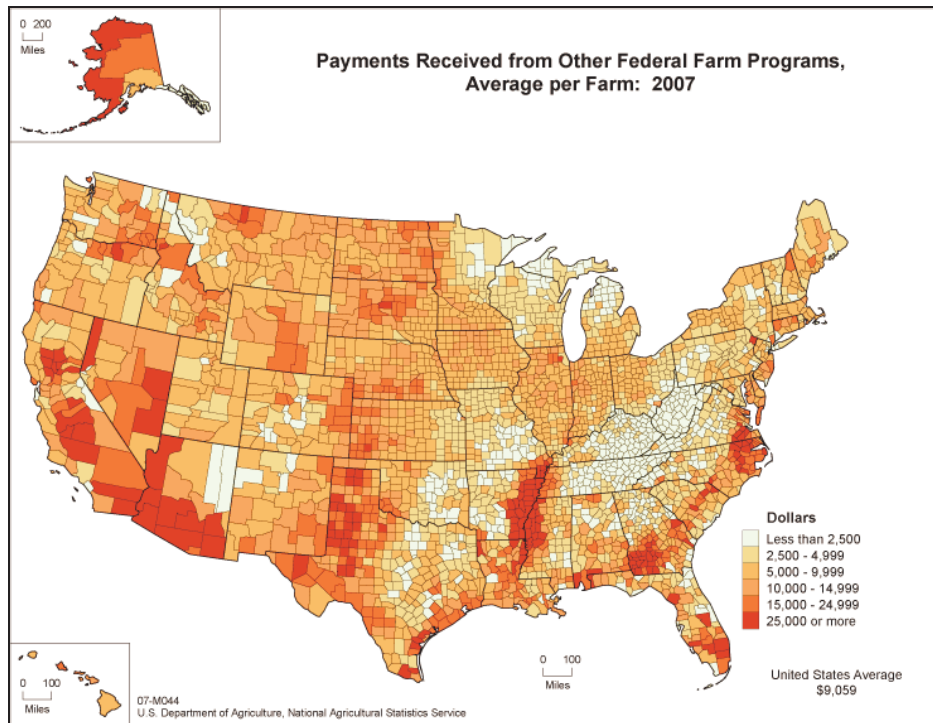 0 200
Miles
Payments Received from Other Federal Farm Programs,
Average per Farm: 2007
Dollars
Less than 2,500
2,500 - 4,999
5,000 - 9,999
10,000 - 14,999
15,000 - 24,999
25,000 or more
United States Average
$9,059
0 100
Miles
0 100
Miles
07-M044
U.S. Department of Agriculture, National Agricultural Statistics Service